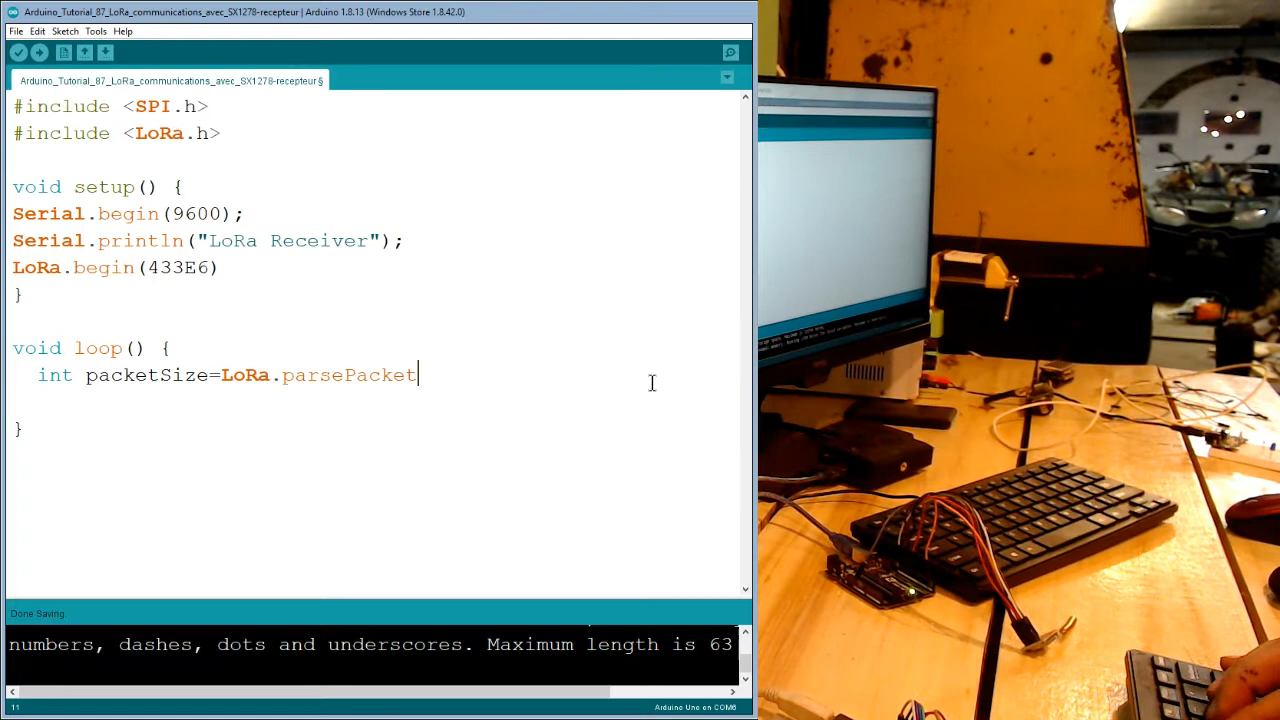 Arduino_Tutorial_87_LoRa_communications_avec_SX1278-recepteur | Arduino 1.8.13 (Windows Store 1.8.42.0)
File Edit Sketch Tools Help
Arduino_Tutorial_87_LoRa_communications_avec_SX1278-recepteur §
#include <SPI.h>
#include <LoRa.h>
void setup() {
Serial.begin(9600);
Serial.println("LoRa Receiver");
LoRa.begin(433E6)
}
void loop() {
int packetSize=LoRa.parsePacket
}
Done Saving.
numbers, dashes, dots and underscores. Maximum length is 63
11
Arduino Uno on COM6